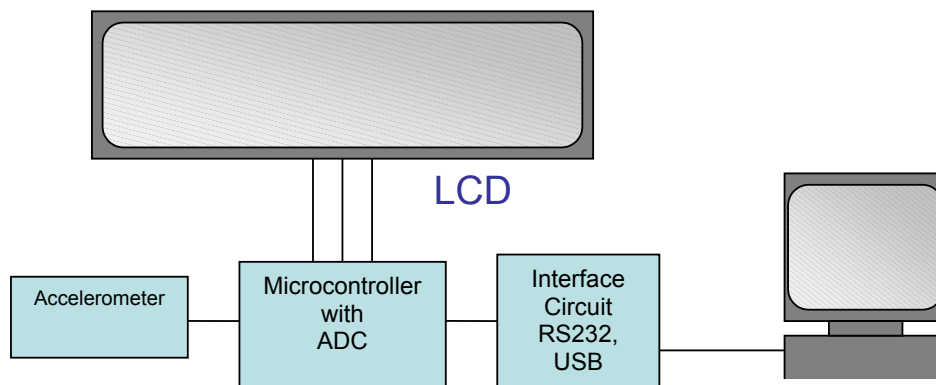 LCD
Accelerometer
Microcontroller
with
ADC
Interface
Circuit
RS232,
USB